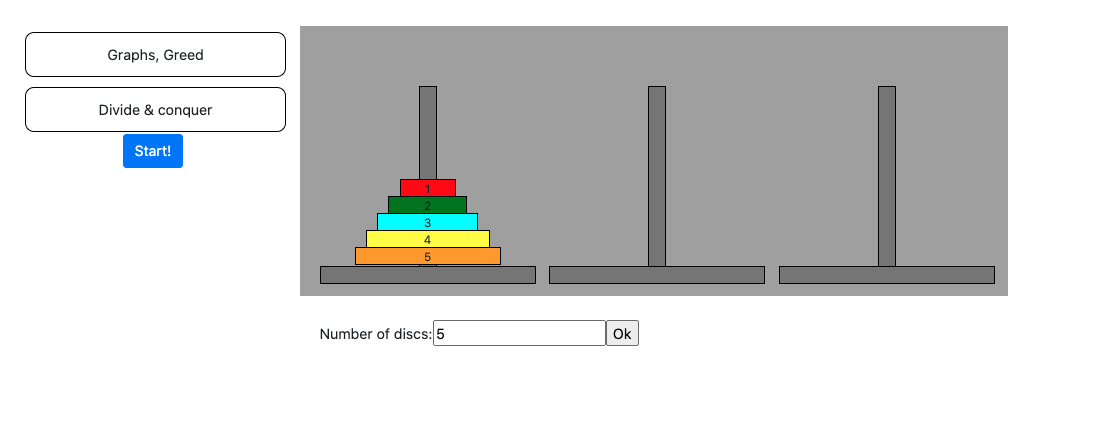 Graphs, Greed
Divide & conquer
Start!
1
2
3
4
5
Number of discs: 5 Ok